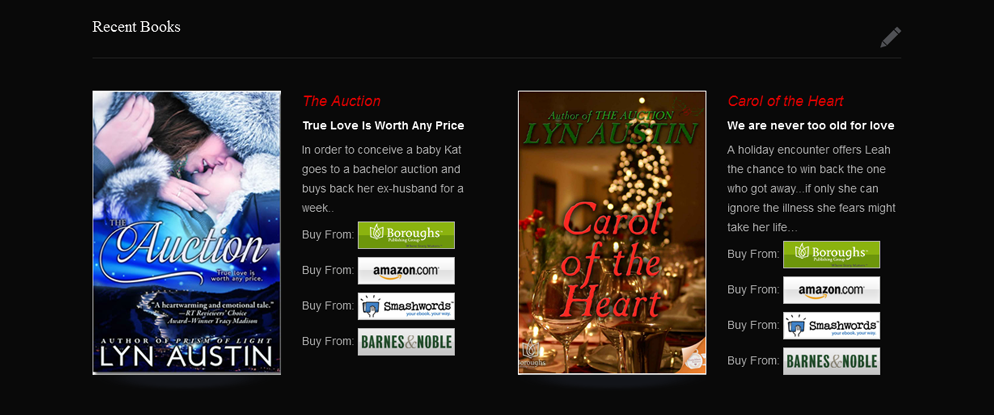 Recent Books
THE
Auction
True love is
worth any price.
"A heartwarming and emotional tale."
—RT Reviewers' Choice
Award-Winner Tracy Madison
AUTHOR OF PRISM OF LIGHT
LYN AUSTIN
The Auction
True Love Is Worth Any Price
In order to conceive a baby Kat
goes to a bachelor auction and
buys back her ex-husband for a
week..
Buy From: Boroughs
Publishing Group
Buy From: amazon.com
Buy From: Smashwords™
your ebook. your way.
Buy From: BARNES&NOBLE
Author of THE AUCTION
LYN AUSTIN
Carol
of the
Heart
Boroughs
Carol of the Heart
We are never too old for love
A holiday encounter offers Leah
the chance to win back the one
who got away...if only she can
ignore the illness she fears might
take her life...
Buy From: Boroughs
Publishing Group
Buy From: amazon.com
Buy From: Smashwords™
your ebook. your way.
Buy From: BARNES&NOBLE